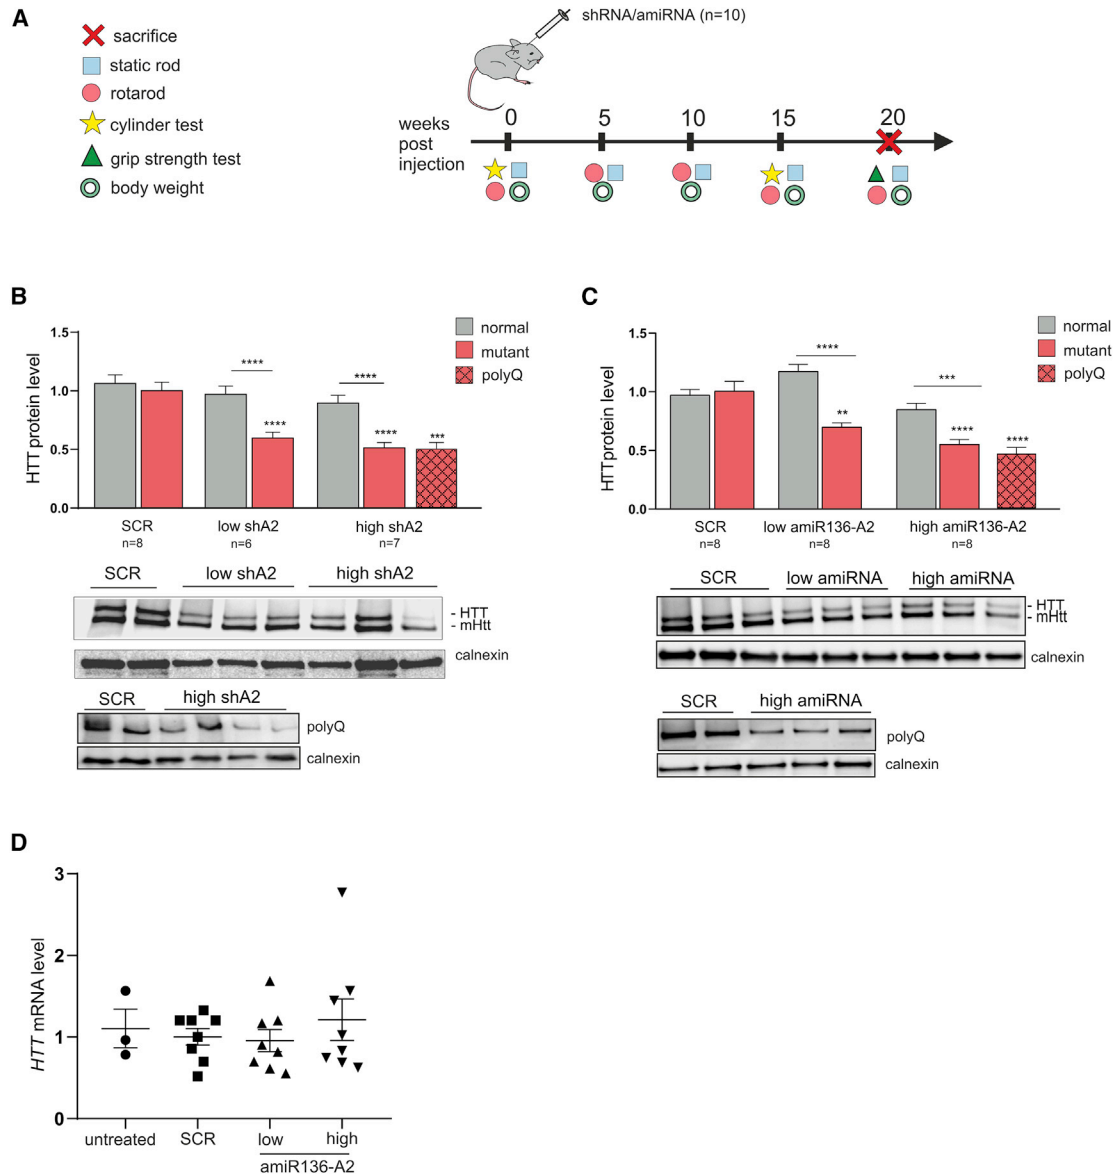 A
sacrifice
static rod
rotarod
cylinder test
grip strength test
body weight
shRNA/amiRNA (n=10)
weeks
post
injection
0 5 10 15 20
B
HTT protein level
1.5
1.0
0.5
0.0
normal
mutant
polyQ
**** ****
**** **** ***
SCR low shA2 high shA2
n=8 n=6 n=7
SCR low shA2 high shA2
- HTT
- mHtt
calnexin
SCR high shA2
polyQ
calnexin
C
HTT protein level
1.5
1.0
0.5
0.0
normal
mutant
polyQ
**** ***
** **** ****
SCR low amiR136-A2 high amiR136-A2
n=8 n=8 n=8
SCR low amiRNA high amiRNA
- HTT
- mHtt
calnexin
SCR high amiRNA
polyQ
calnexin
D
HTT mRNA level
3
2
1
0
untreated SCR low high
amiR136-A2